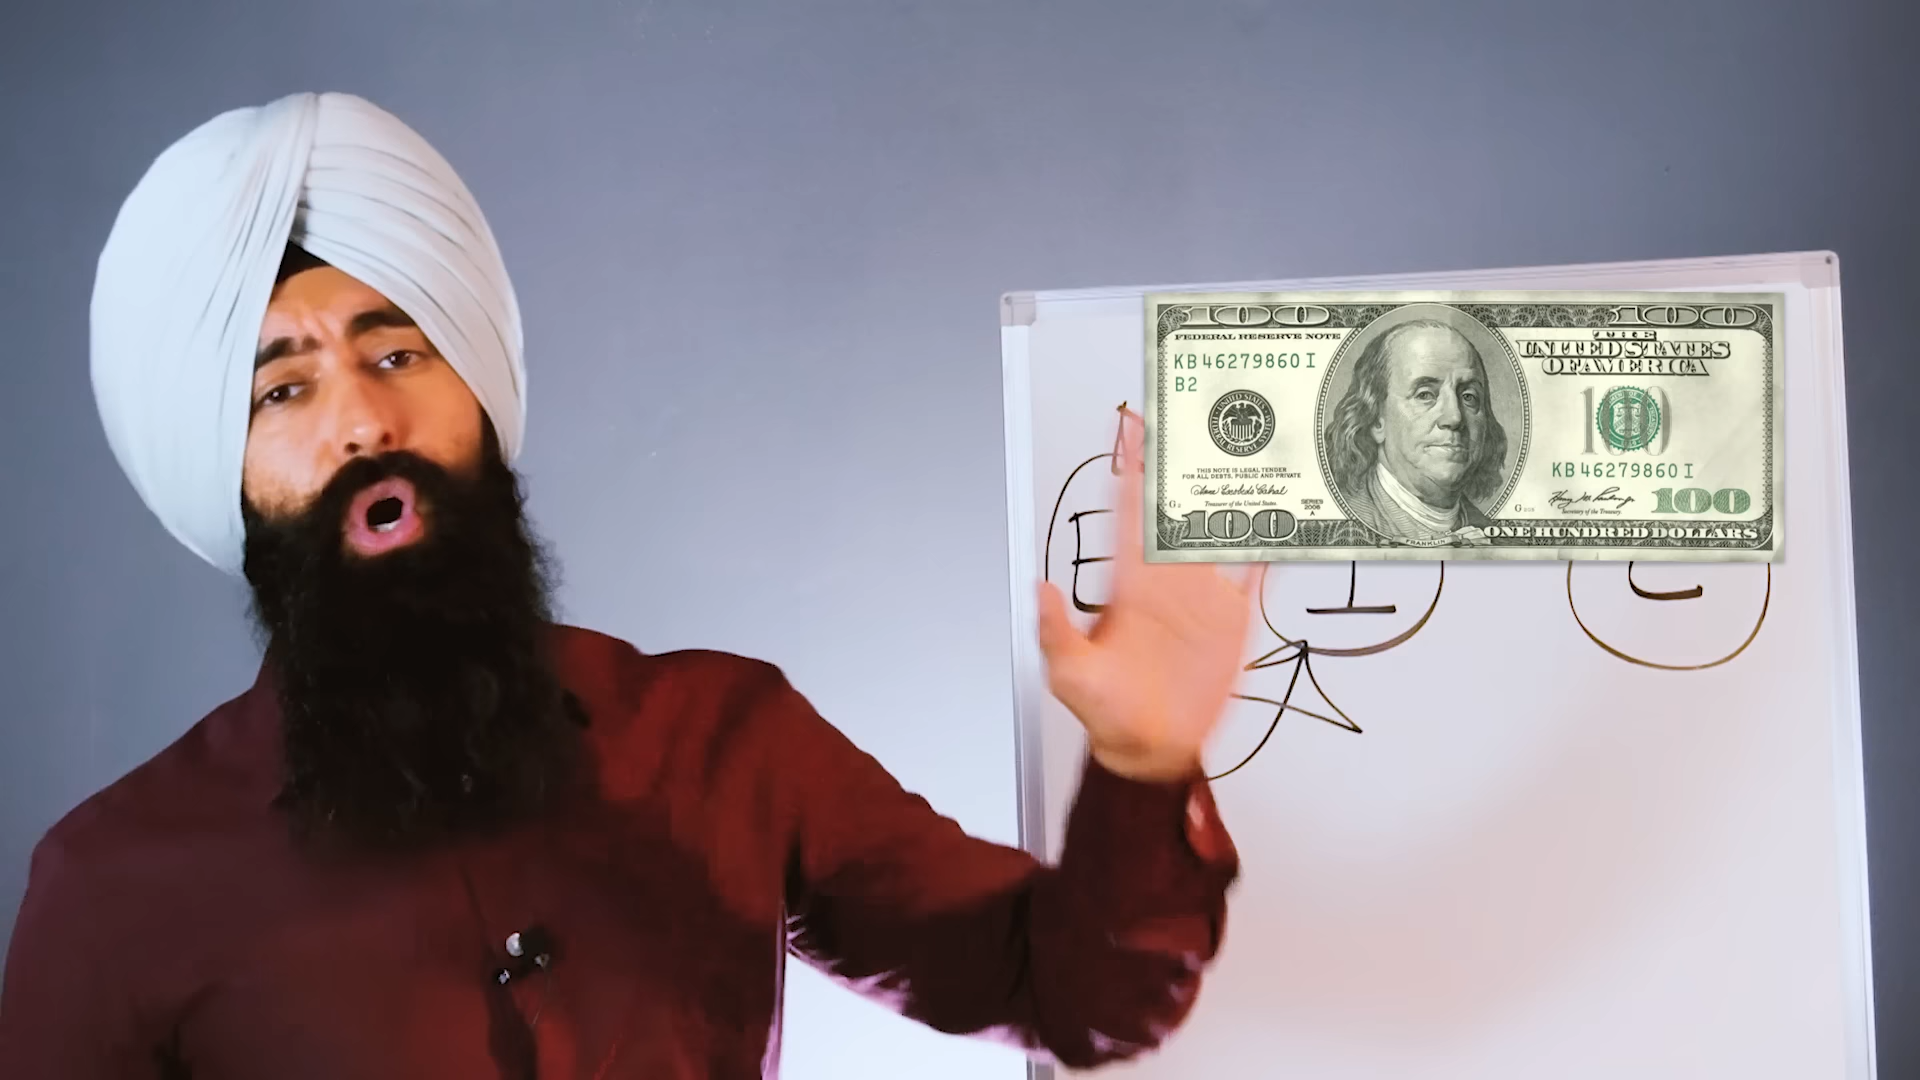 100 100
FEDERAL RESERVE NOTE
THE
UNITED STATES
OF AMERICA
KB 46279860 I
B2
100
KB 46279860 I
THIS NOTE IS LEGAL TENDER
FOR ALL DEBTS, PUBLIC AND PRIVATE
Treasurer of the United States.
SERIES
2006
A
Secretary of the Treasury.
100
100
FRANKLIN
ONE HUNDRED DOLLARS
E I C